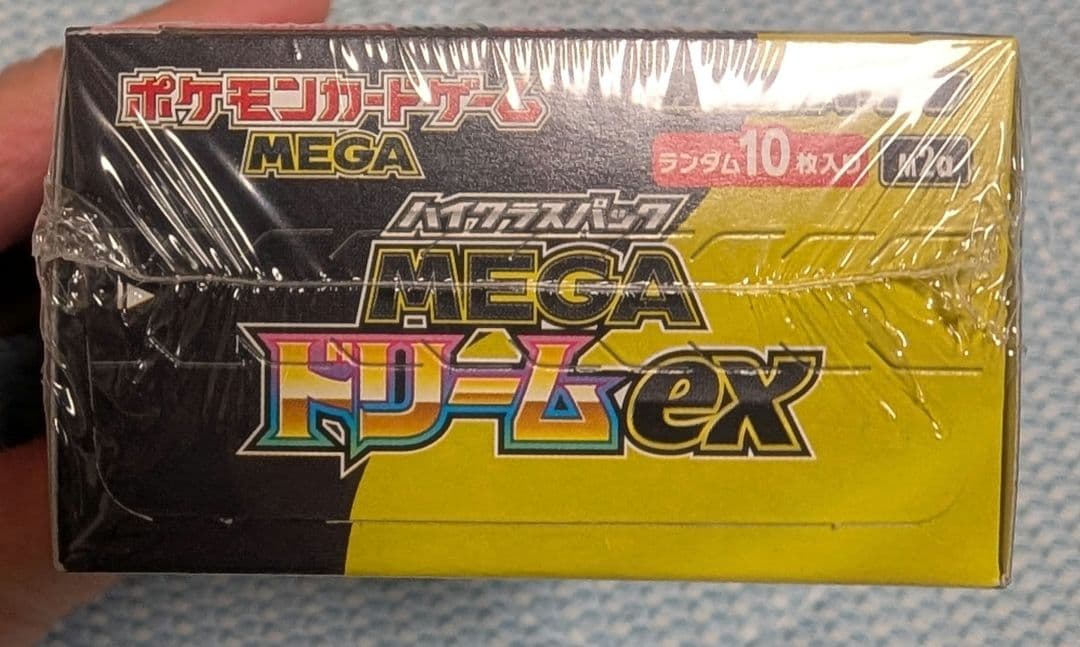 ポケモンカードゲーム
MEGA
ランダム10枚入り M2a
ハイクラスパック
MEGA
ドリームex